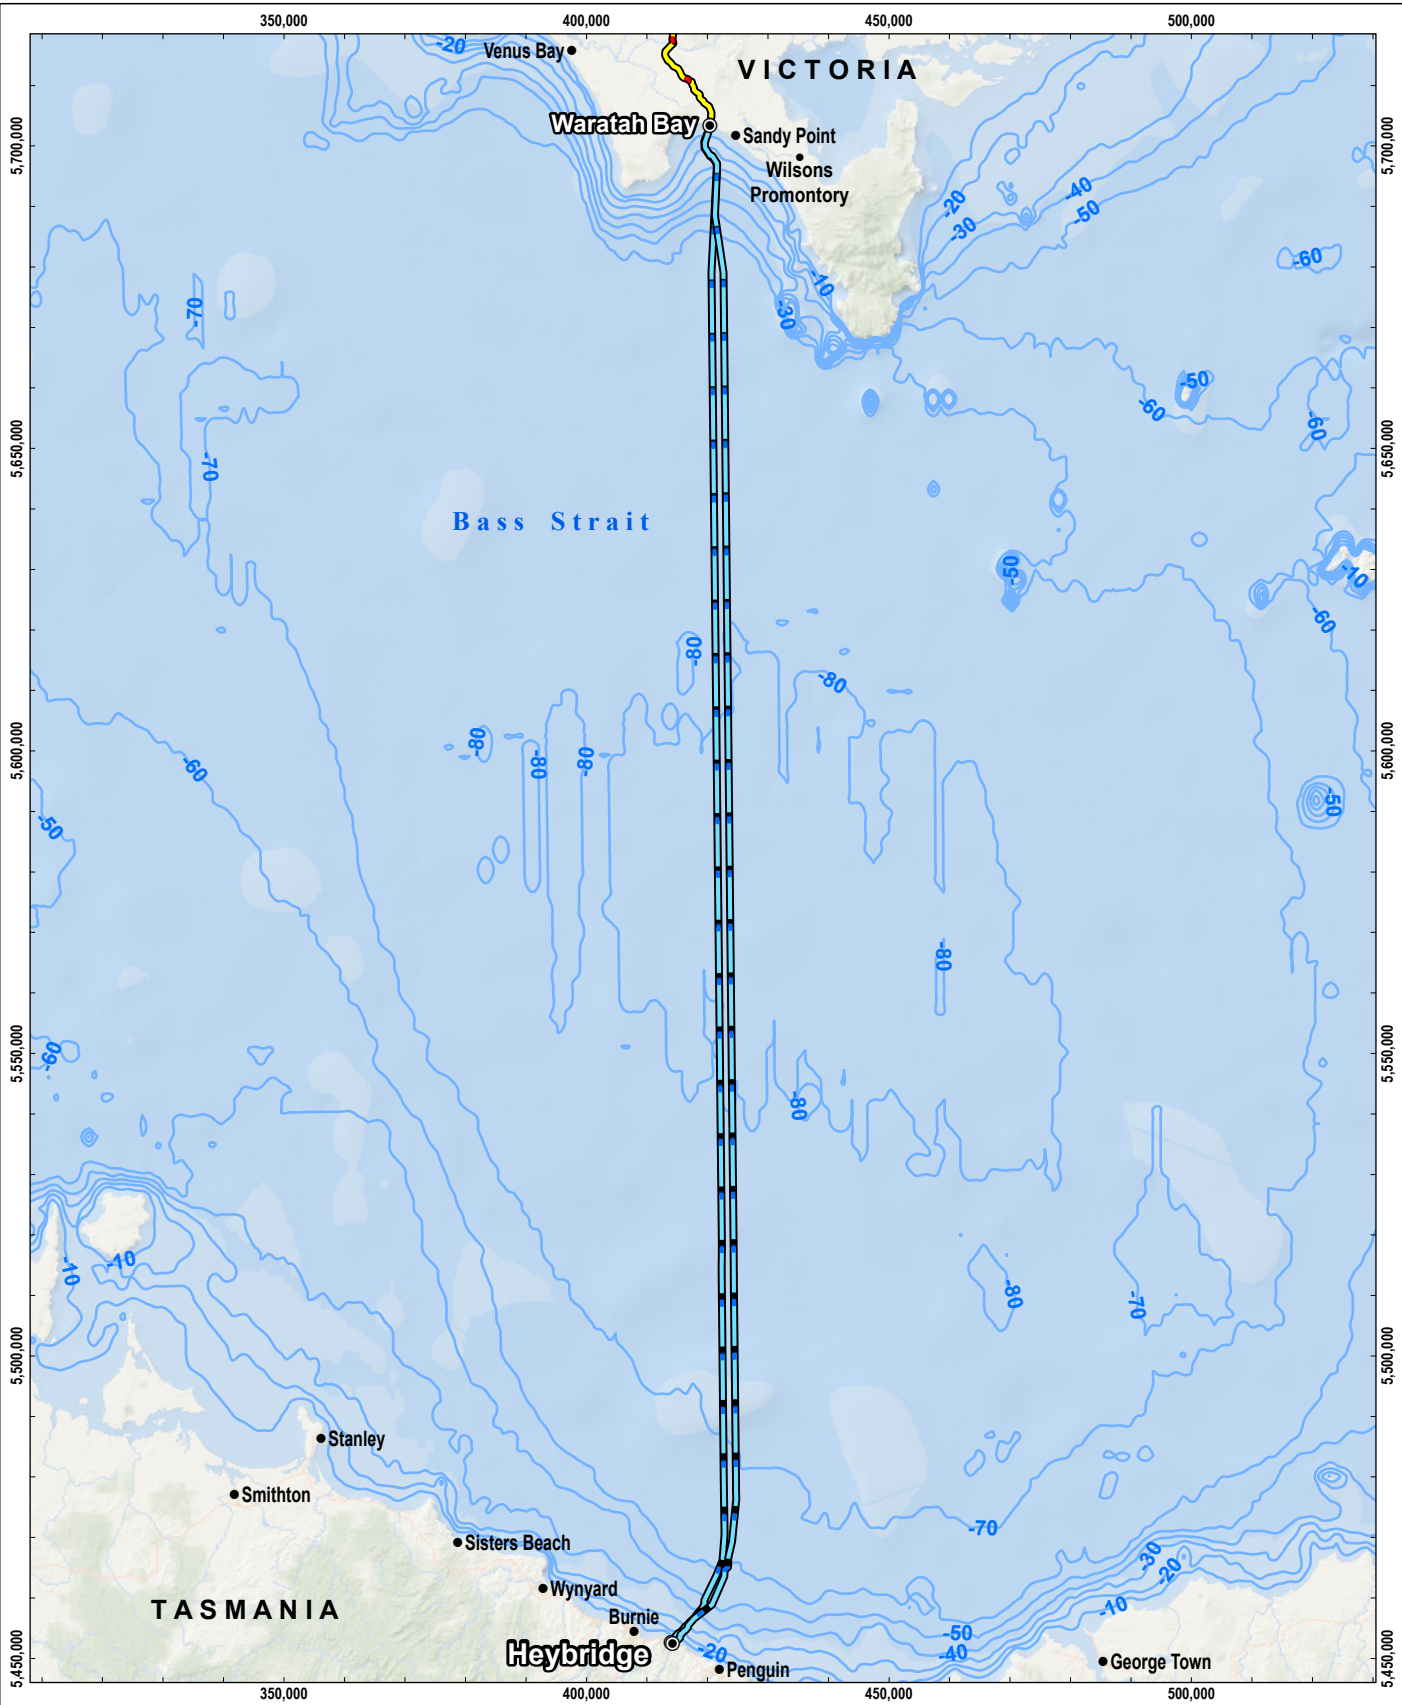 350,000 400,000 450,000 500,000
-20
Venus Bay
VICTORIA
Waratah Bay
Sandy Point
5,700,000
5,700,000
Wilsons
Promontory
-20
-40
-50
-30
-60
-10
-70
-30
-50
-60
-60
5,650,000
5,650,000
-70
Bass Strait
-50
-10
-60
-80
-80
-80
-80
-80
5,600,000
5,600,000
-60
-50
-50
-80
5,550,000
5,550,000
-60
-80
-10
-10
-80
-70
5,500,000
5,500,000
Stanley
Smithton
-70
Sisters Beach
-30
-20
Wynyard
TASMANIA
-10
Burnie
-50
Heybridge
-20
-40
5,450,000
5,450,000
Penguin
George Town
350,000 400,000 450,000 500,000